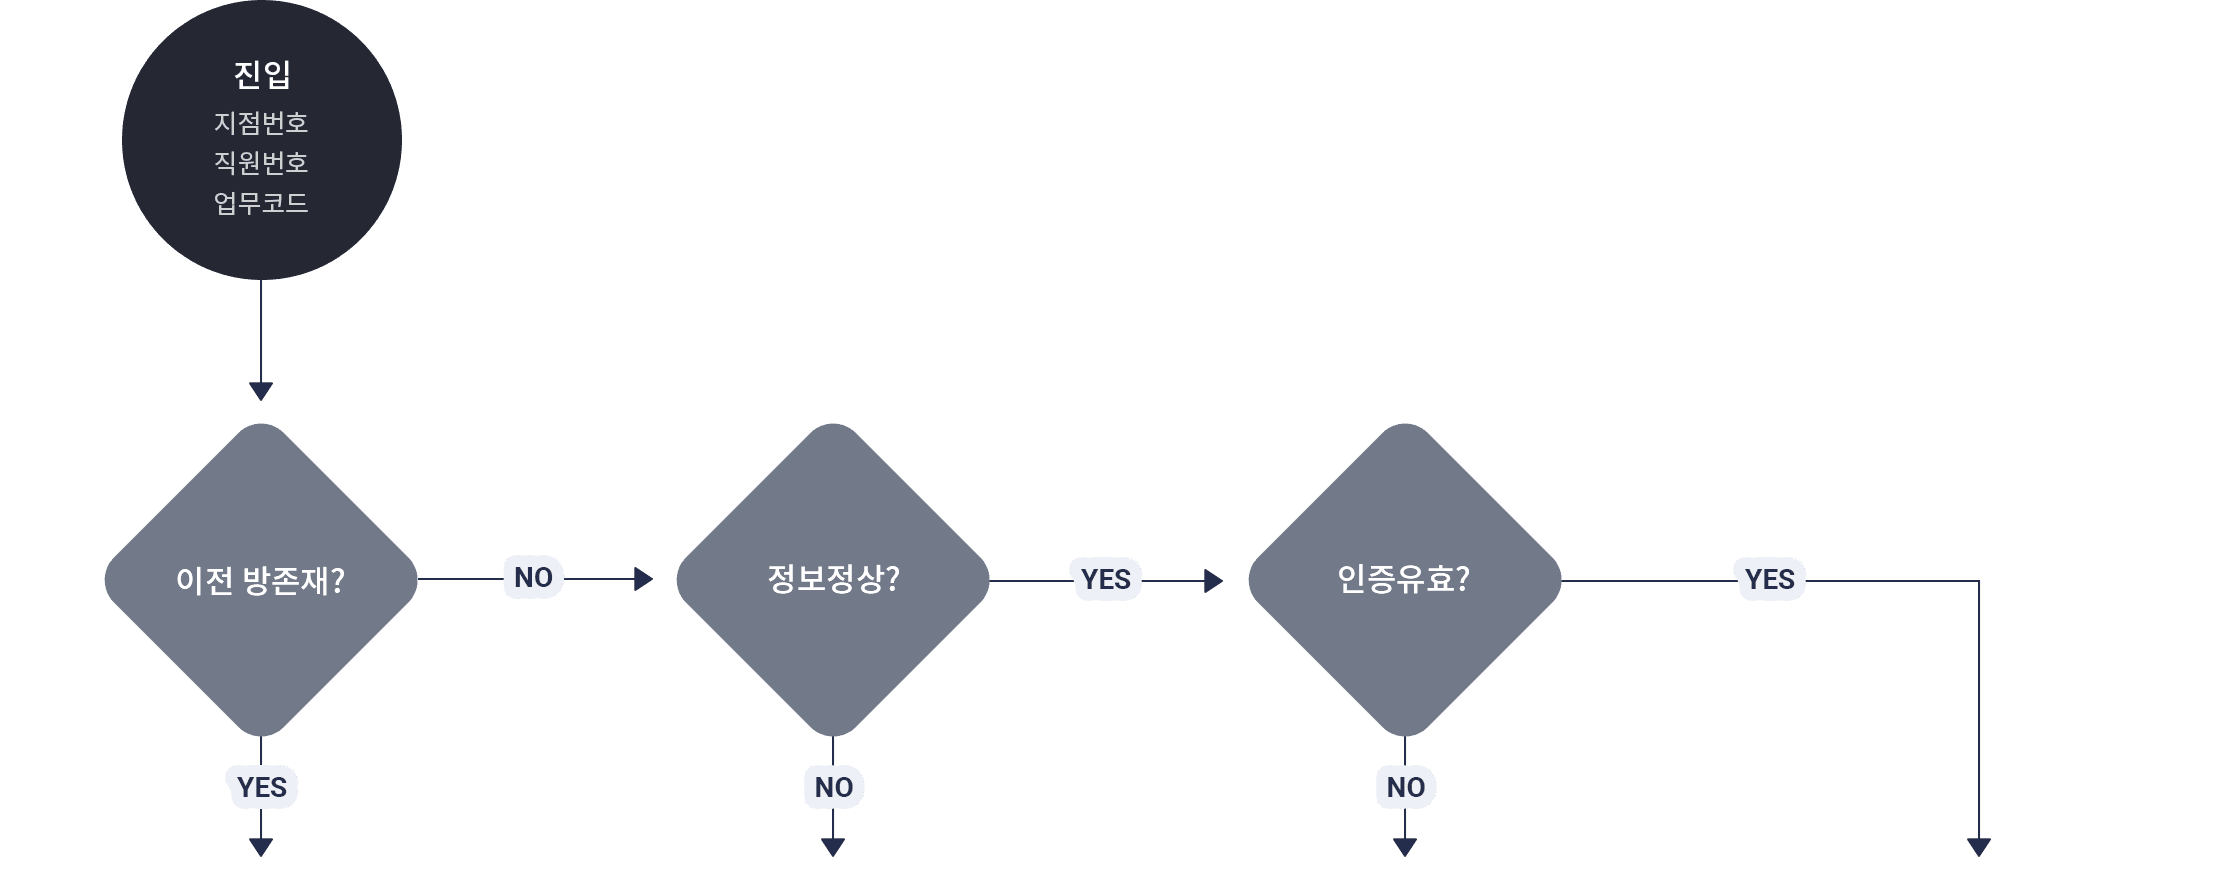 진입
지점번호
직원번호
업무코드
이전 방존재?
NO
정보정상?
YES
인증유효?
YES
YES
NO
NO